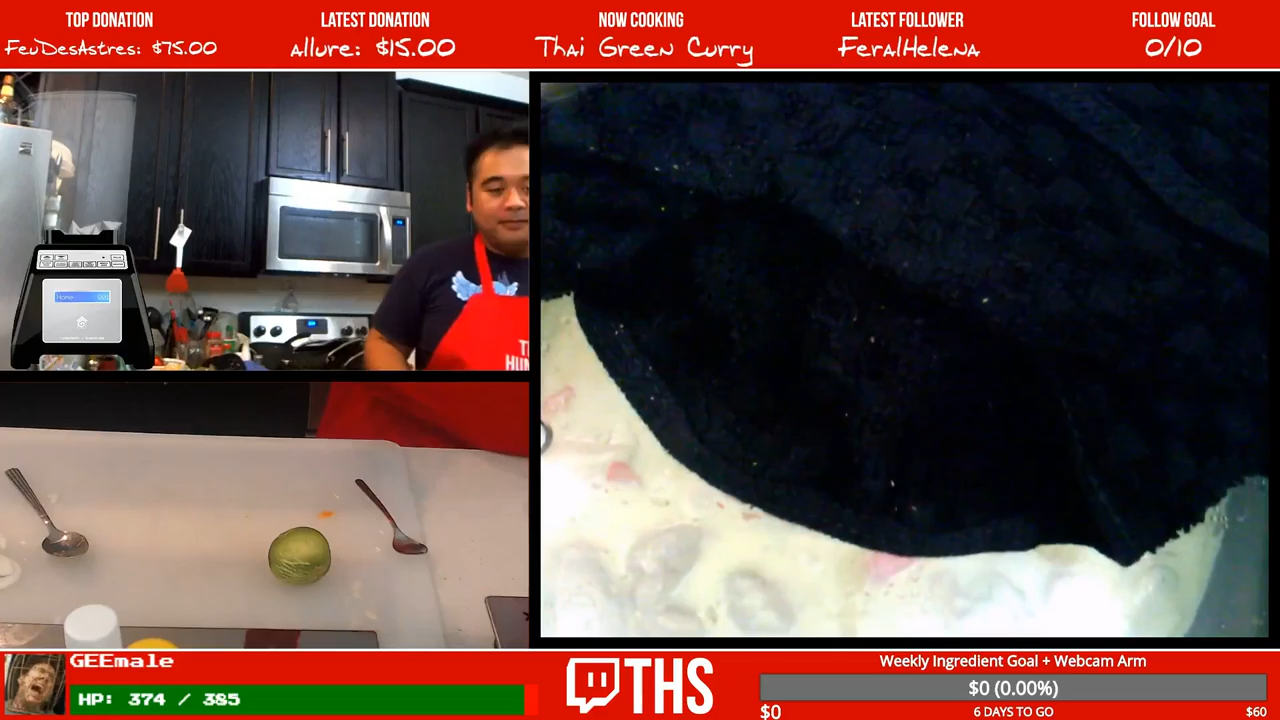 TOP DONATION
FeuDesAstres: $75.00
LATEST DONATION
allure: $15.00
NOW COOKING
Thai Green Curry
LATEST FOLLOWER
FeralHelena
FOLLOW GOAL
0/10
Home
T
HUN
GEEmale
HP: 374 / 385
THS
Weekly Ingredient Goal + Webcam Arm
$0 (0.00%)
$0
6 DAYS TO GO
$60